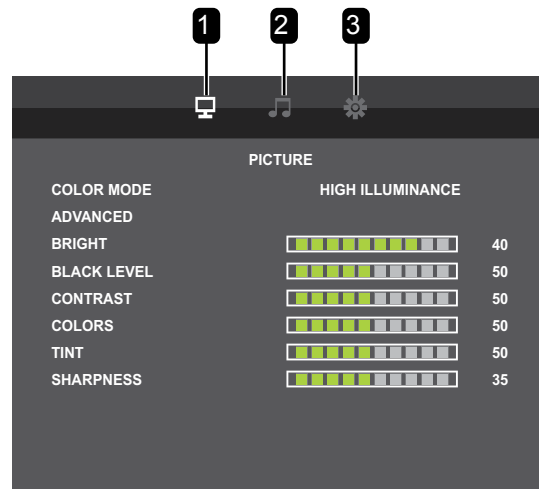 1 2 3
PICTURE
COLOR MODE HIGH ILLUMINANCE
ADVANCED
BRIGHT 40
BLACK LEVEL 50
CONTRAST 50
COLORS 50
TINT 50
SHARPNESS 35